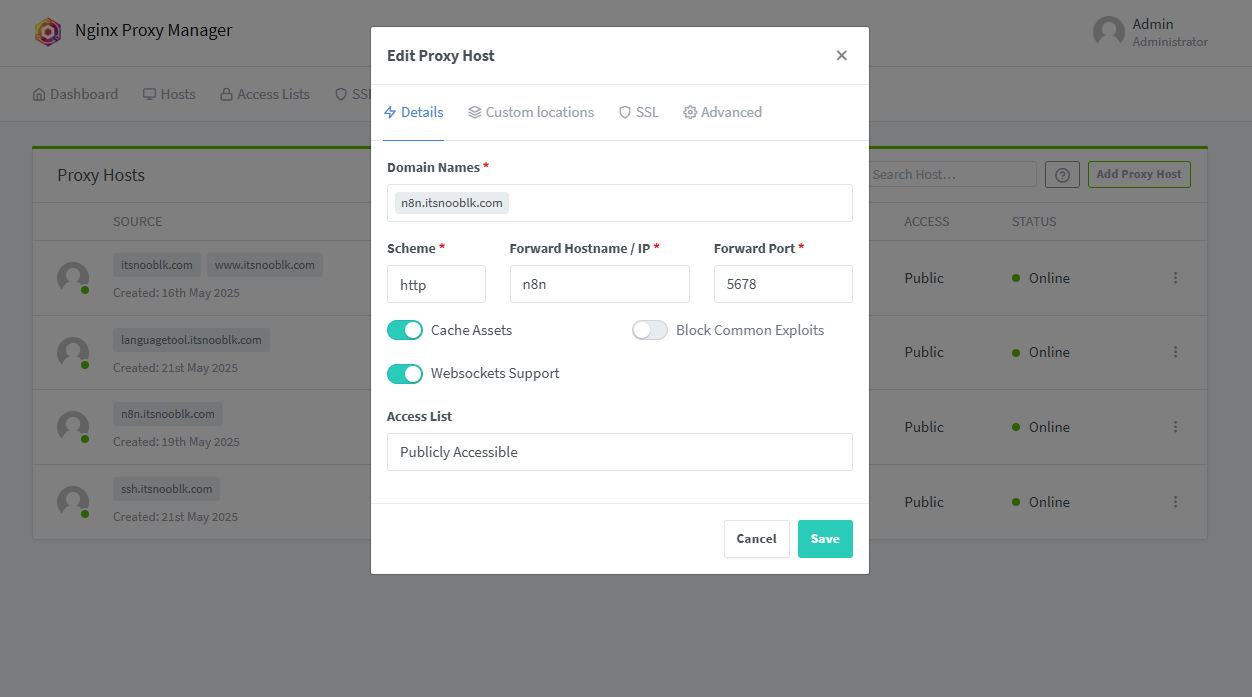 Nginx Proxy Manager
Admin
Administrator
Dashboard
Hosts
Access Lists
SSL
Proxy Hosts
Search Host...
Add Proxy Host
SOURCE
ACCESS
STATUS
itsnooblk.com
www.itsnooblk.com
Created: 16th May 2025
Public
Online
languagetool.itsnooblk.com
Created: 21st May 2025
Public
Online
n8n.itsnooblk.com
Created: 19th May 2025
Public
Online
ssh.itsnooblk.com
Created: 21st May 2025
Public
Online
Edit Proxy Host
Details
Custom locations
SSL
Advanced
Domain Names *
n8n.itsnooblk.com
Scheme *
Forward Hostname / IP *
Forward Port *
http
n8n
5678
Cache Assets
Block Common Exploits
Websockets Support
Access List
Publicly Accessible
Cancel
Save